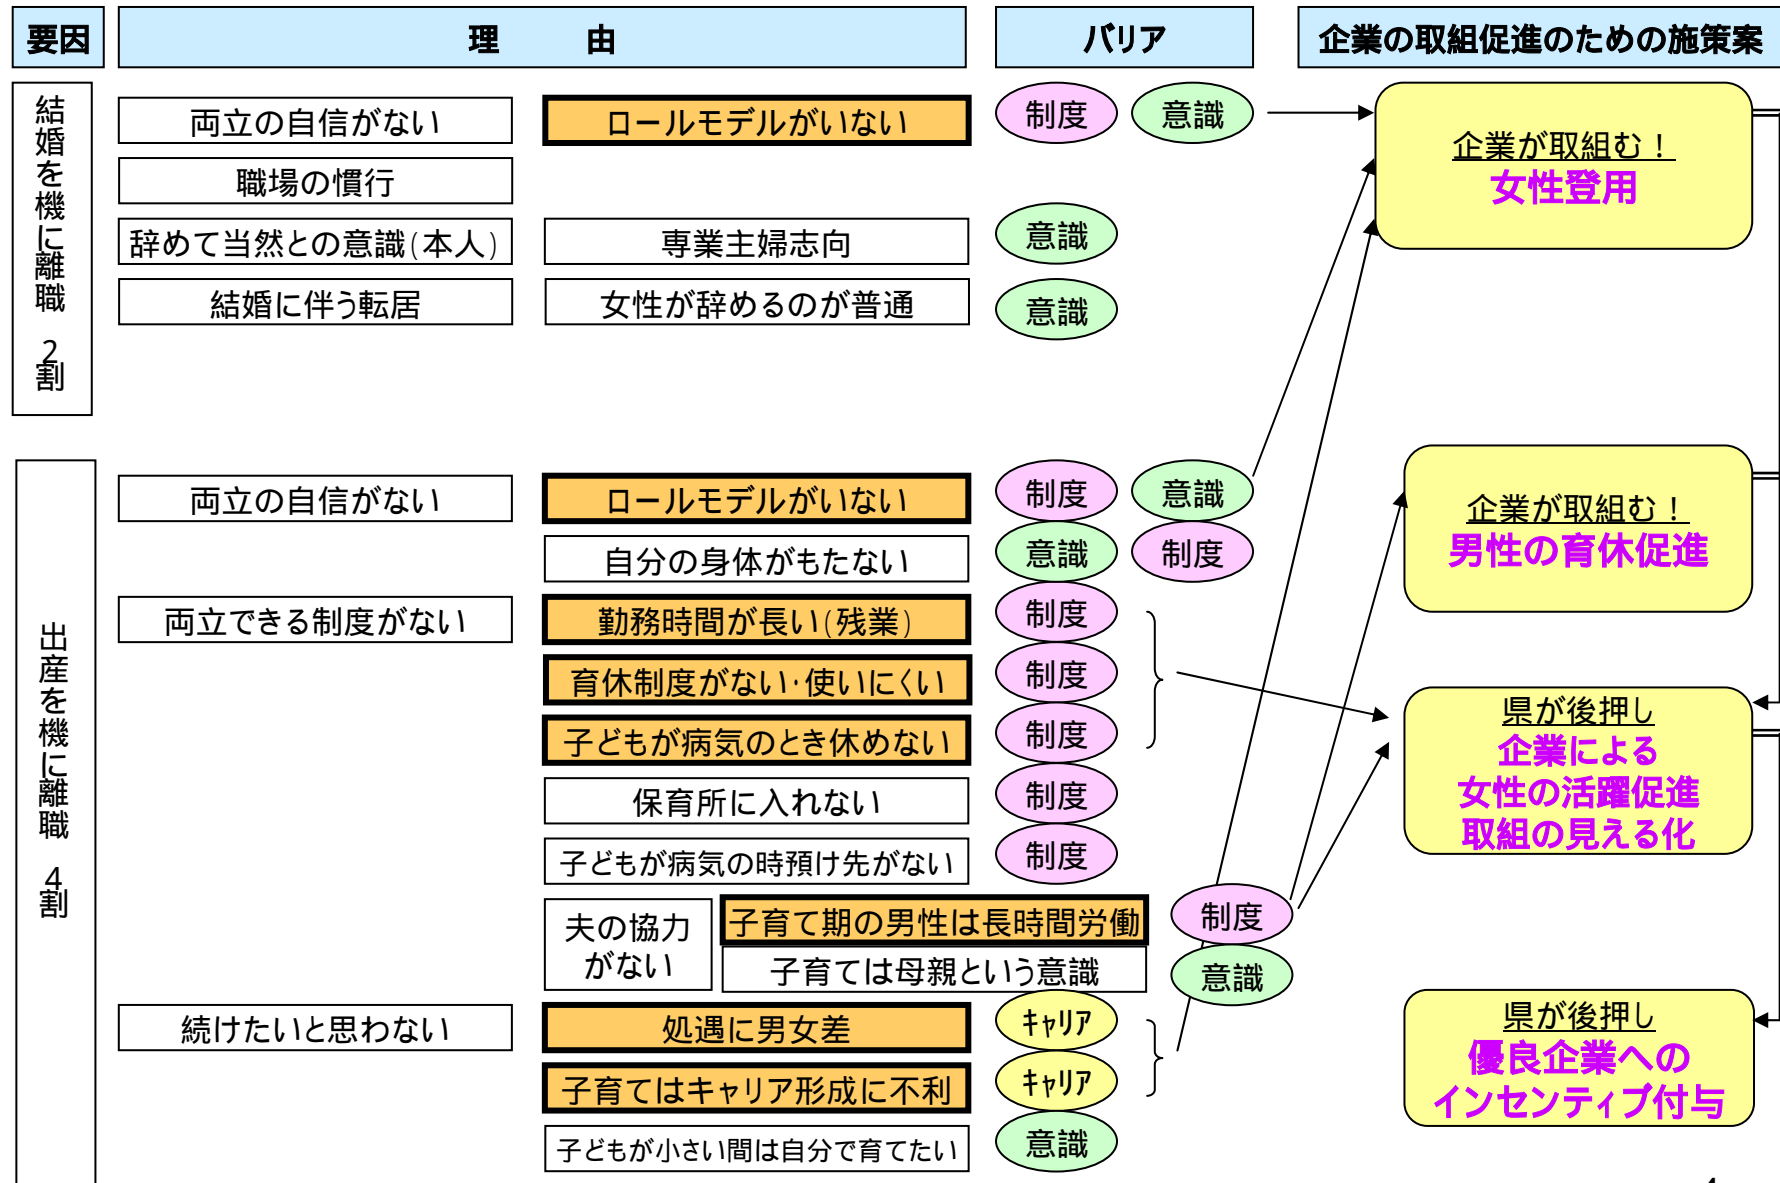 要因
理　由
バリア
企業の取組促進のための施策案
結婚を機に離職　2割
両立の自信がない
ロールモデルがいない
制度
意識
職場の慣行
辞めて当然との意識(本人)
専業主婦志向
意識
結婚に伴う転居
女性が辞めるのが普通
意識
企業が取組む！
女性登用
出産を機に離職　4割
両立の自信がない
ロールモデルがいない
制度
意識
自分の身体がもたない
意識
制度
両立できる制度がない
勤務時間が長い(残業)
制度
育休制度がない・使いにくい
制度
子どもが病気のとき休めない
制度
保育所に入れない
制度
子どもが病気の時預け先がない
制度
夫の協力
がない
子育て期の男性は長時間労働
制度
子育ては母親という意識
意識
続けたいと思わない
処遇に男女差
キャリア
子育てはキャリア形成に不利
キャリア
子どもが小さい間は自分で育てたい
意識
企業が取組む！
男性の育休促進
県が後押し
企業による
女性の活躍促進
取組の見える化
県が後押し
優良企業への
インセンティブ付与